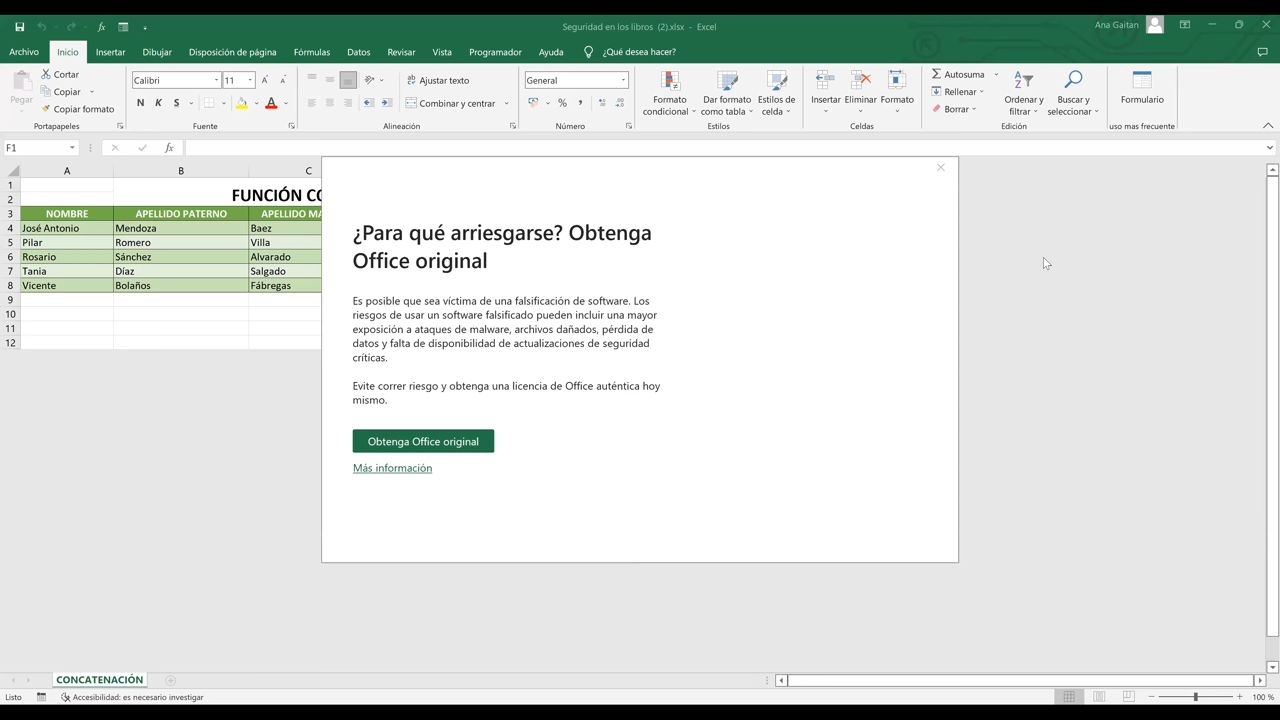 Seguridad en los libros (2).xlsx - Excel
Ana Gaitan
Archivo Inicio Insertar Dibujar Disposición de página Fórmulas Datos Revisar Vista Programador Ayuda ¿Qué desea hacer?
Pegar
Cortar
Copiar
Copiar formato
Portapapeles
Calibri 11
N K S
Fuente
Ajustar texto
Combinar y centrar
Alineación
General
%
Número
Formato condicional
Dar formato como tabla
Estilos de celda
Estilos
Insertar Eliminar Formato
Celdas
Autosuma
Rellenar
Borrar
Ordenar y filtrar
Buscar y seleccionar
Edición
Formulario
uso mas frecuente
F1 fx
A B C
1
2 FUNCIÓN CO
3 NOMBRE APELLIDO PATERNO APELLIDO MA
4 José Antonio Mendoza Baez
5 Pilar Romero Villa
6 Rosario Sánchez Alvarado
7 Tania Díaz Salgado
8 Vicente Bolaños Fábregas
9
10
11
12
¿Para qué arriesgarse? Obtenga
Office original
Es posible que sea víctima de una falsificación de software. Los
riesgos de usar un software falsificado pueden incluir una mayor
exposición a ataques de malware, archivos dañados, pérdida de
datos y falta de disponibilidad de actualizaciones de seguridad
críticas.
Evite correr riesgo y obtenga una licencia de Office auténtica hoy
mismo.
Obtenga Office original
Más información
CONCATENACIÓN
Listo Accesibilidad: es necesario investigar 100 %